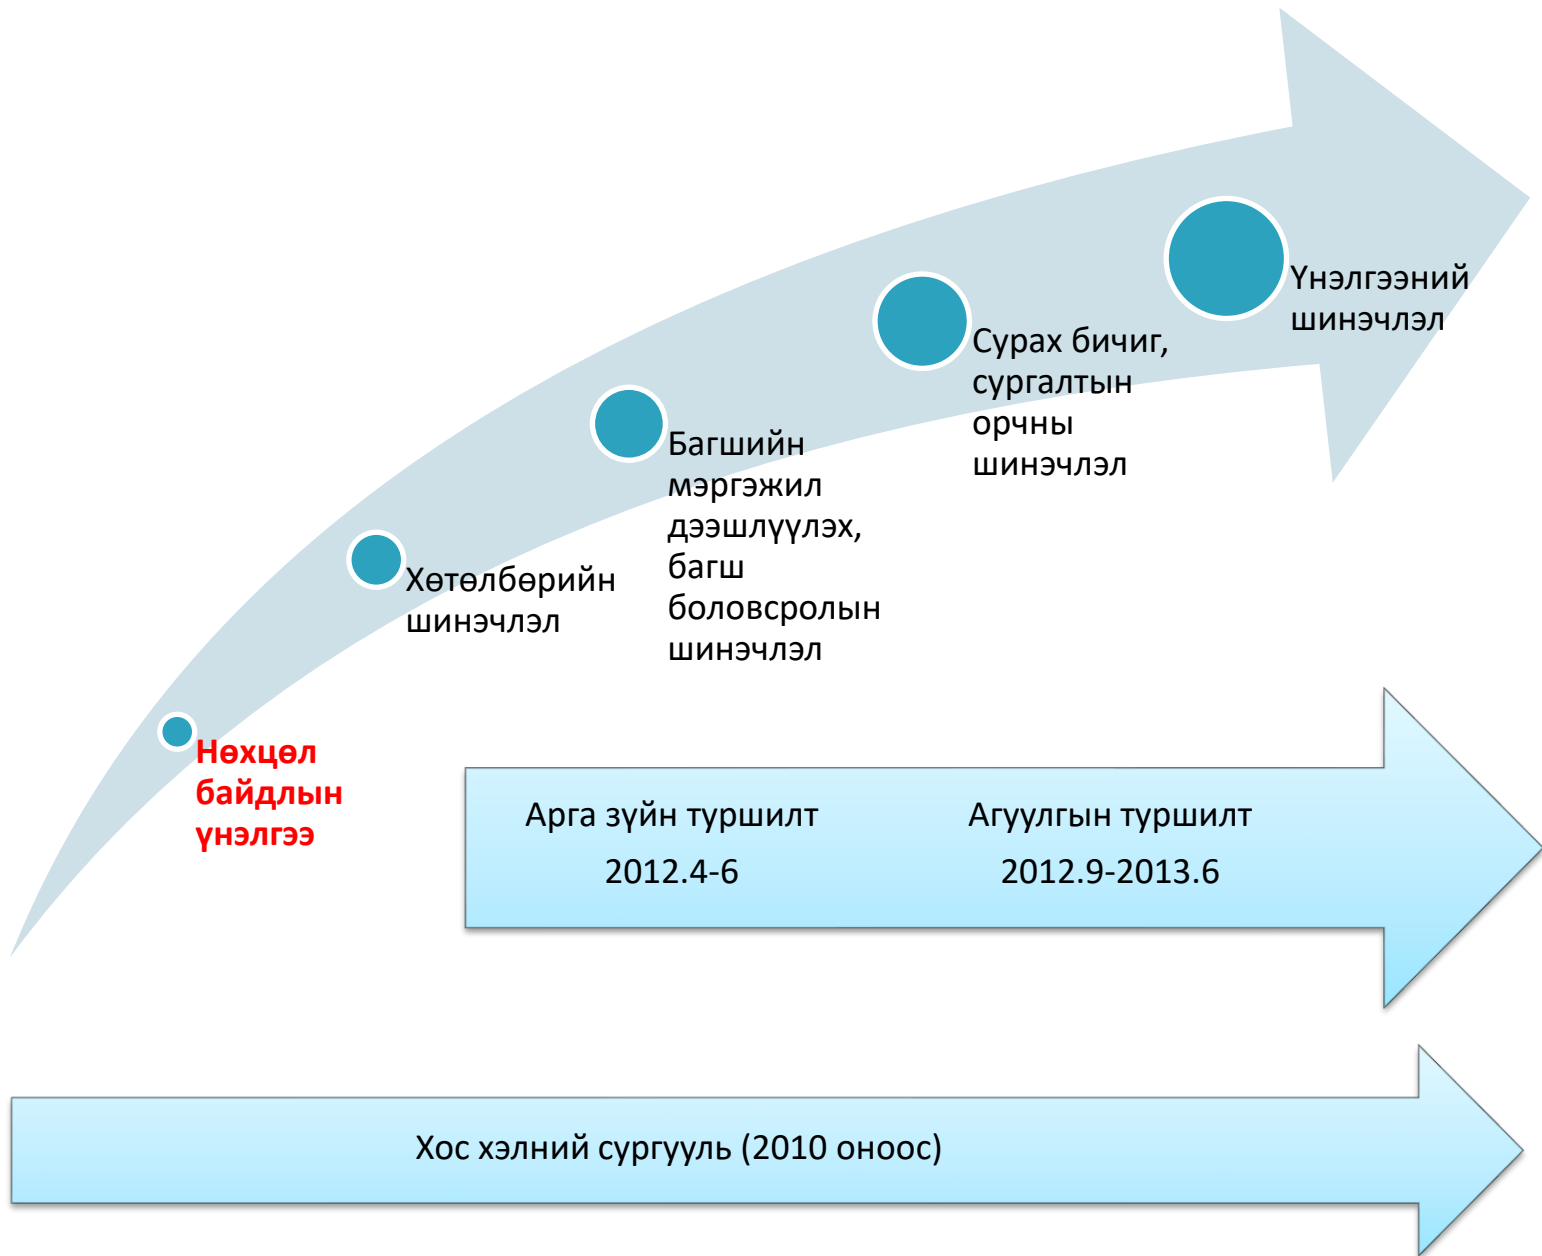 Үнэлгээний
шинэчлэл
Сурах бичиг,
сургалтын
орчны
шинэчлэл
Багшийн
мэргэжил
дээшлүүлэх,
багш
боловсролын
шинэчлэл
Хөтөлбөрийн
шинэчлэл
Нөхцөл
байдлын
үнэлгээ
Арга зүйн туршилт
2012.4-6
Агуулгын туршилт
2012.9-2013.6
Хос хэлний сургууль (2010 оноос)